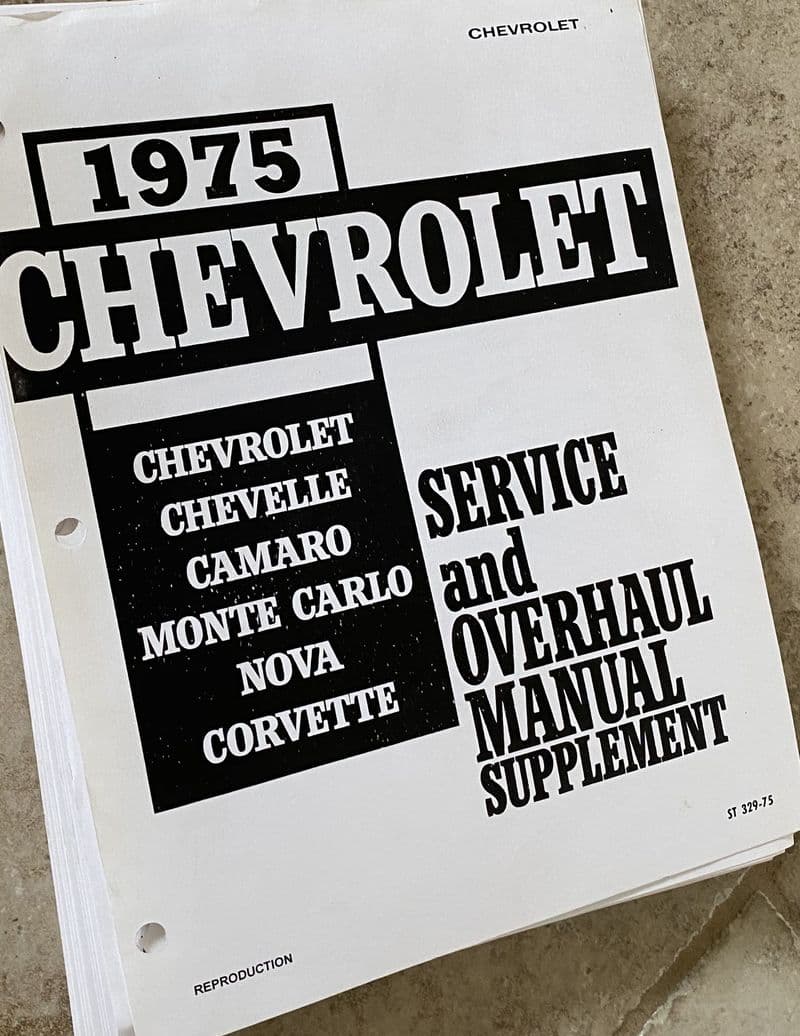 CHEVROLET
1975
CHEVROLET
CHEVROLET
CHEVELLE
CAMARO
MONTE CARLO
NOVA
CORVETTE
SERVICE
and
OVERHAUL
MANUAL
SUPPLEMENT
ST 329-75
REPRODUCTION